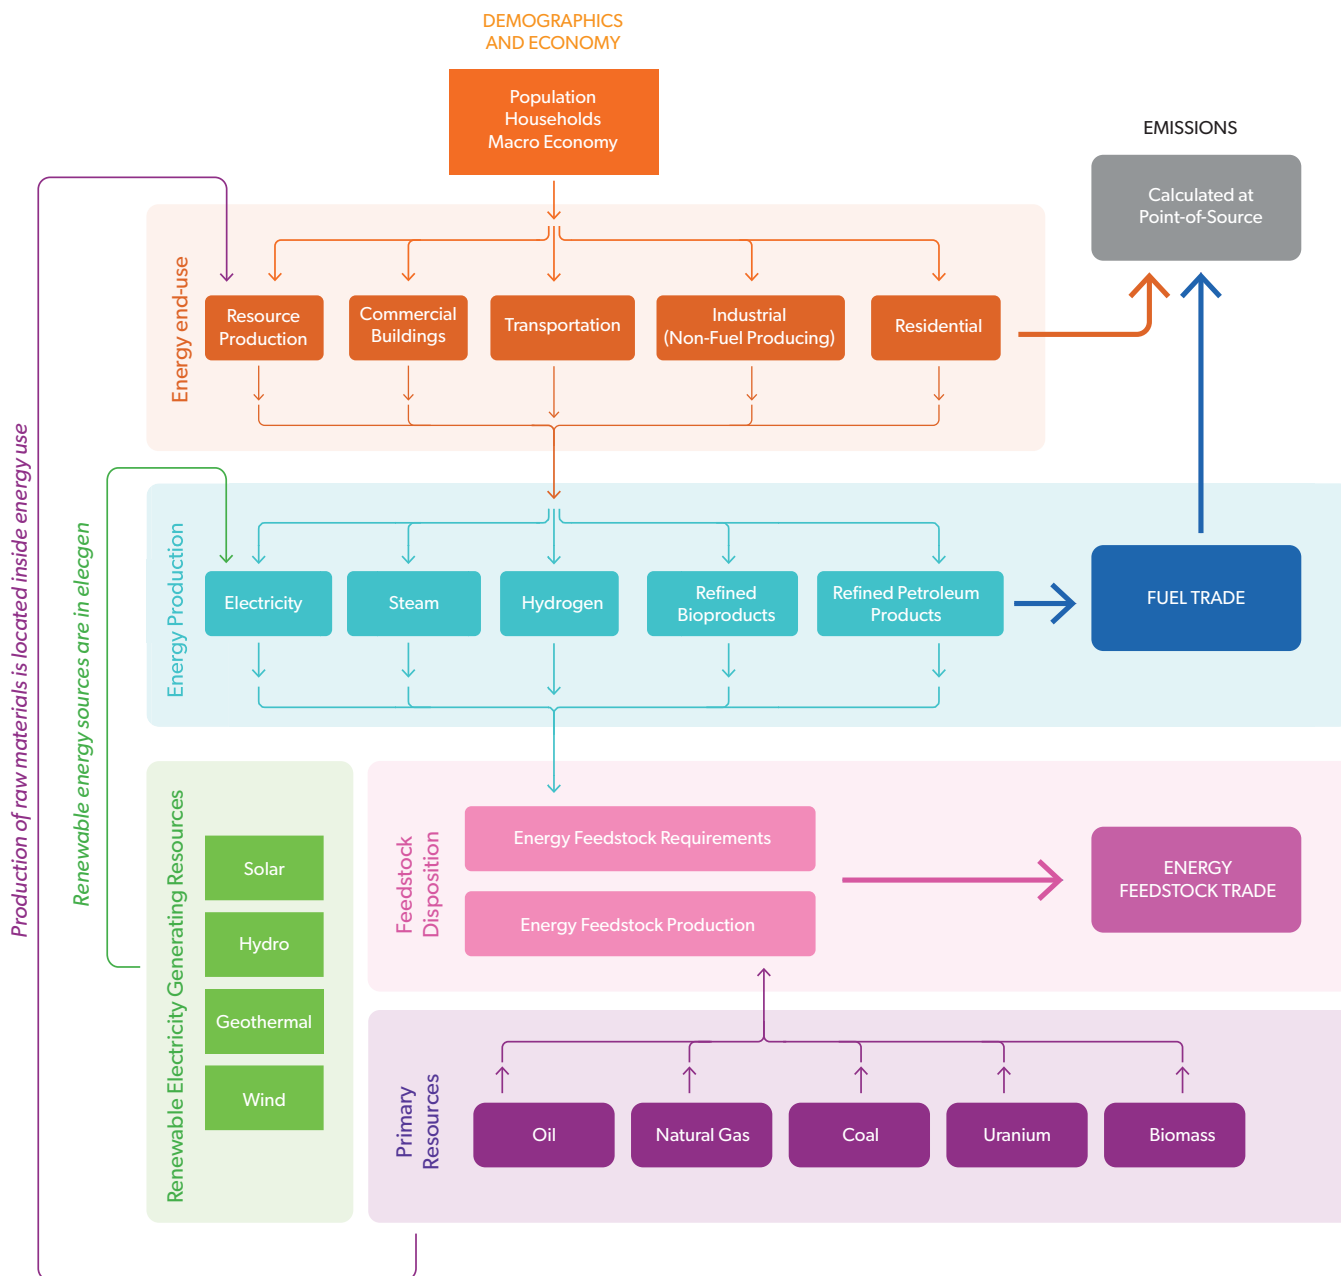 DEMOGRAPHICS
AND ECONOMY
Population
Households
Macro Economy
EMISSIONS
Calculated at
Point-of-Source
Energy end-use
Resource
Production
Commercial
Buildings
Transportation
Industrial
(Non-Fuel Producing)
Residential
Production of raw materials is located inside energy use
Renewable energy sources are in elecgen
Energy Production
Electricity
Steam
Hydrogen
Refined
Bioproducts
Refined Petroleum
Products
FUEL TRADE
Renewable Electricity Generating Resources
Solar
Hydro
Geothermal
Wind
Feedstock
Disposition
Energy Feedstock Requirements
Energy Feedstock Production
ENERGY
FEEDSTOCK TRADE
Primary
Resources
Oil
Natural Gas
Coal
Uranium
Biomass